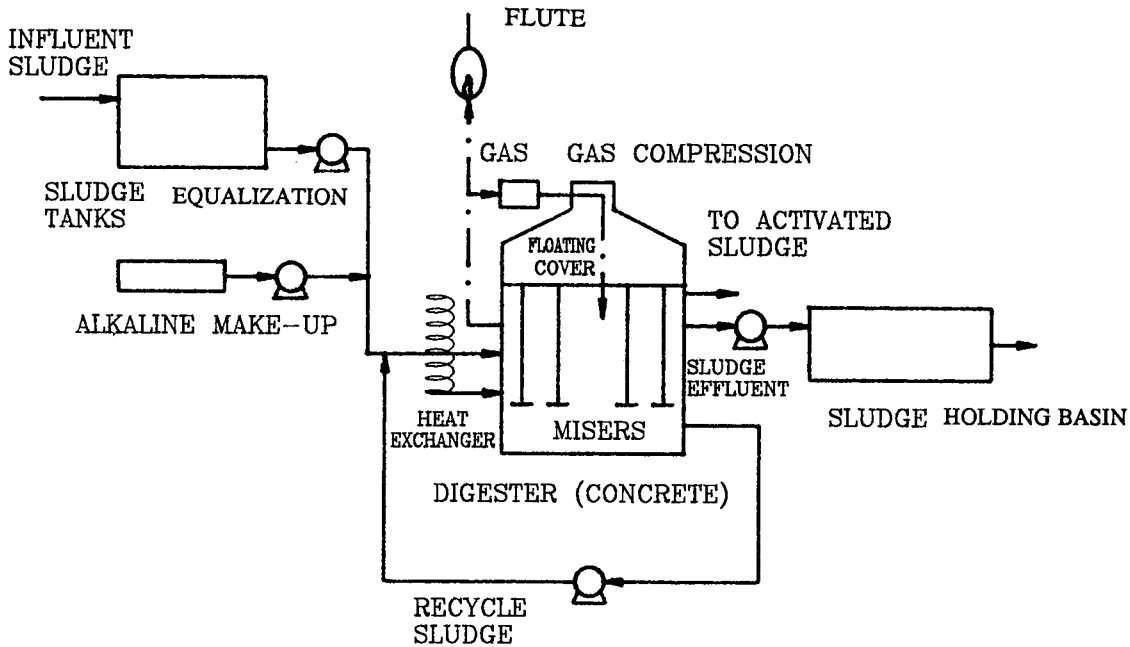 FLUTE
INFLUENT
SLUDGE
GAS GAS COMPRESSION
SLUDGE EQUALIZATION
TANKS
TO ACTIVATED
SLUDGE
FLOATING
COVER
ALKALINE MAKE-UP
SLUDGE
EFFLUENT
HEAT
EXCHANGER
MISERS
SLUDGE HOLDING BASIN
DIGESTER (CONCRETE)
RECYCLE
SLUDGE